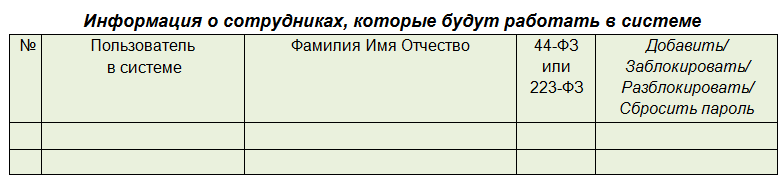 Информация о сотрудниках, которые будут работать в системе
№
Пользователь
в системе
Фамилия Имя Отчество
44-ФЗ
или
223-ФЗ
Добавить/
Заблокировать/
Разблокировать/
Сбросить пароль